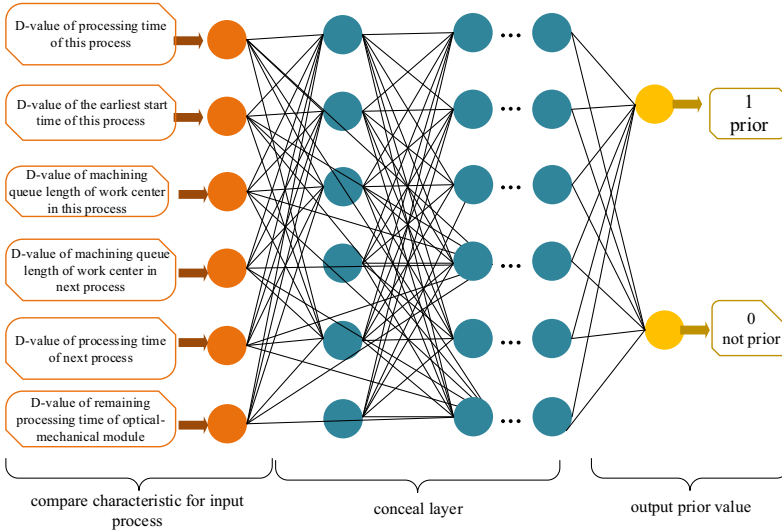 D-value of processing time
of this process
D-value of the earliest start
time of this process
D-value of machining
queue length of work center
in this process
D-value of machining queue
length of work center in
next process
D-value of processing time
of next process
D-value of remaining
processing time of optical-
mechanical module
...
...
...
...
...
...
1
prior
0
not prior
compare characteristic for input
process
conceal layer
output prior value